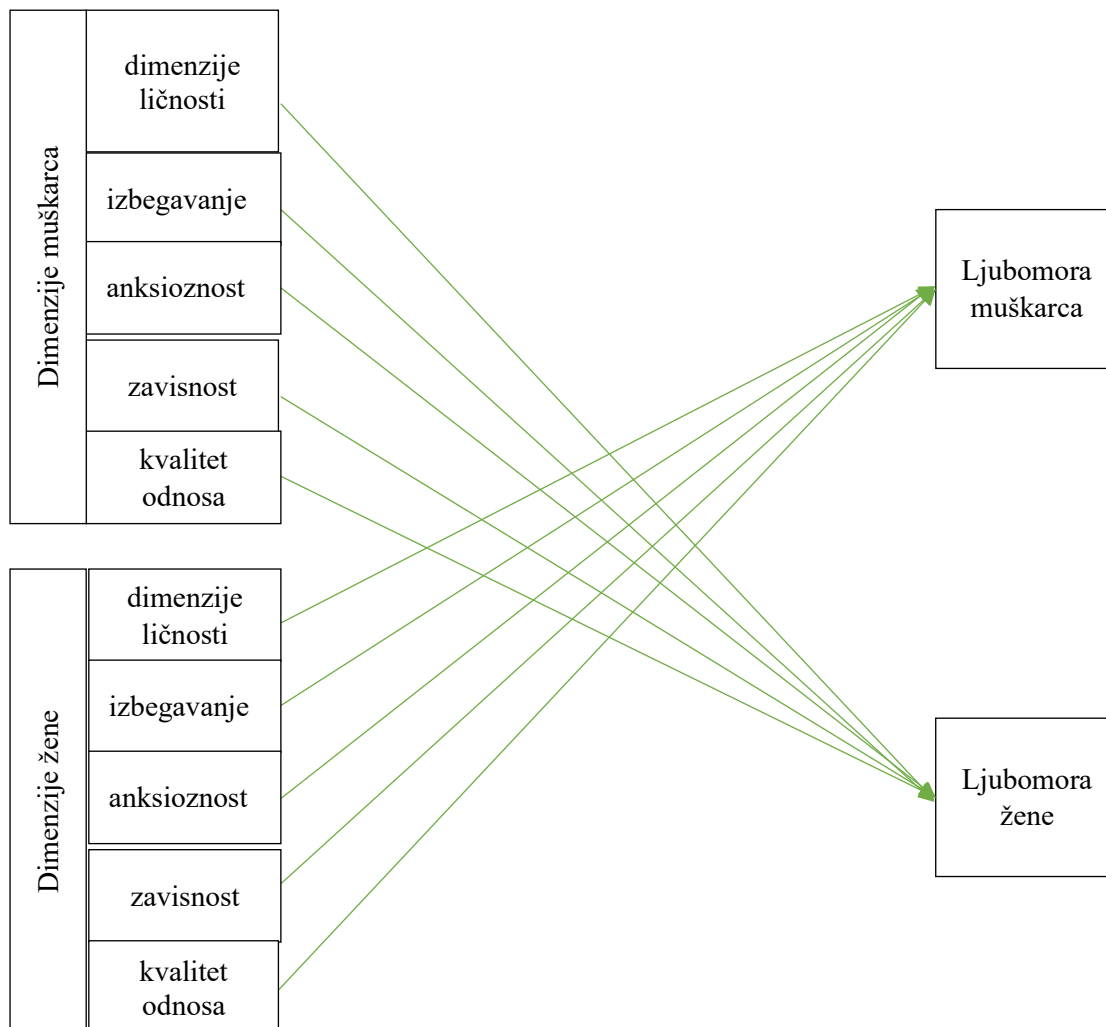 Dimenzije muškarca
dimenzije
ličnosti
izbegavanje
anksioznost
zavisnost
kvalitet
odnosa
Dimenzije žene
dimenzije
ličnosti
izbegavanje
anksioznost
zavisnost
kvalitet
odnosa
Ljubomora
muškarca
Ljubomora
žene